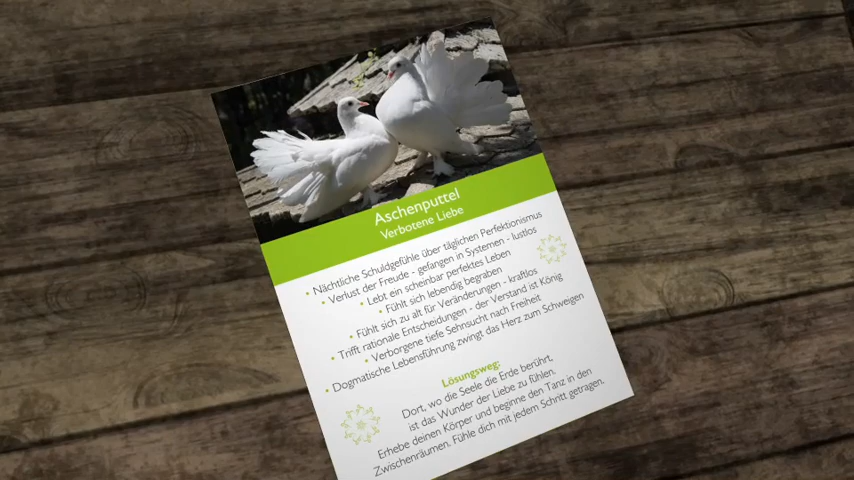 Aschenputtel
Verbotene Liebe
• Nächtliche Schuldgefühle über täglichen Perfektionismus
• Verlust der Freude - gefangen in Systemen - lustlos
• Lebt ein scheinbar perfektes Leben
• Fühlt sich lebendig begraben
• Fühlt sich zu alt für Veränderungen - kraftlos
• Trifft rationale Entscheidungen - der Verstand ist König
• Verborgene tiefe Sehnsucht nach Freiheit
• Dogmatische Lebensführung zwingt das Herz zum Schweigen
Lösungsweg:
Dort, wo die Seele die Erde berührt,
ist das Wunder der Liebe zu fühlen.
Erhebe deinen Körper und beginne den Tanz in den
Zwischenräumen. Fühle dich mit jedem Schritt getragen,